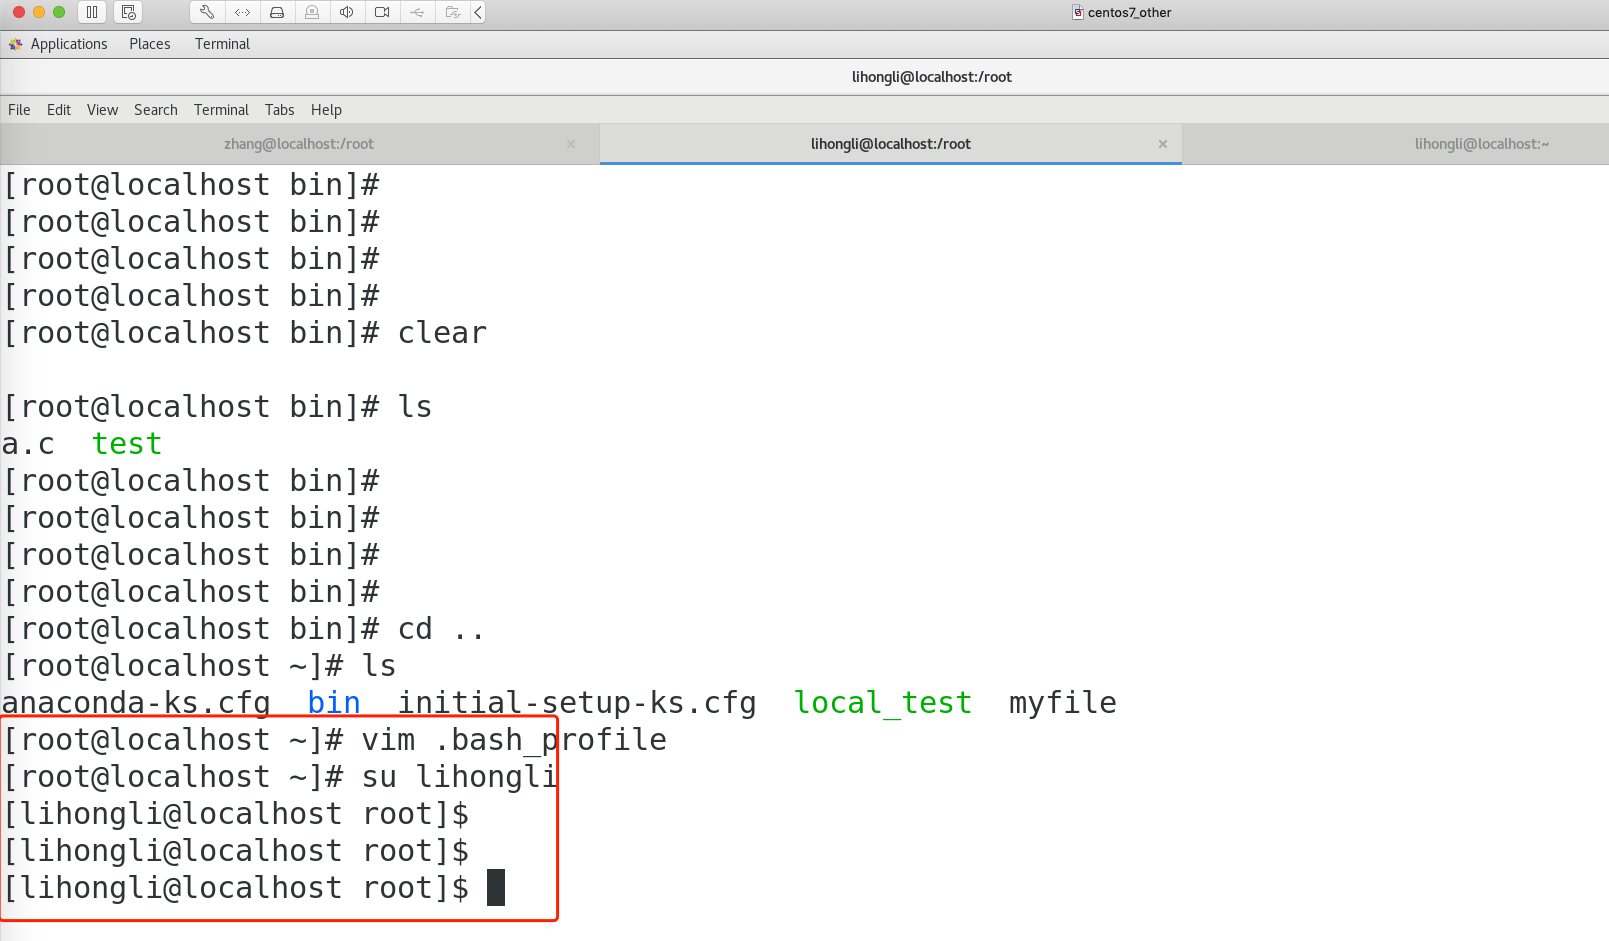 centos7_other
Applications Places Terminal
lihongli@localhost:/root
File Edit View Search Terminal Tabs Help
zhang@localhost:/root × lihongli@localhost:/root × lihongli@localhost:~
[root@localhost bin]#
[root@localhost bin]#
[root@localhost bin]#
[root@localhost bin]#
[root@localhost bin]# clear
[root@localhost bin]# ls
a.c test
[root@localhost bin]#
[root@localhost bin]#
[root@localhost bin]#
[root@localhost bin]#
[root@localhost bin]# cd ..
[root@localhost ~]# ls
anaconda-ks.cfg bin initial-setup-ks.cfg local_test myfile
[root@localhost ~]# vim .bash_profile
[root@localhost ~]# su lihongli
[lihongli@localhost root]$
[lihongli@localhost root]$
[lihongli@localhost root]$